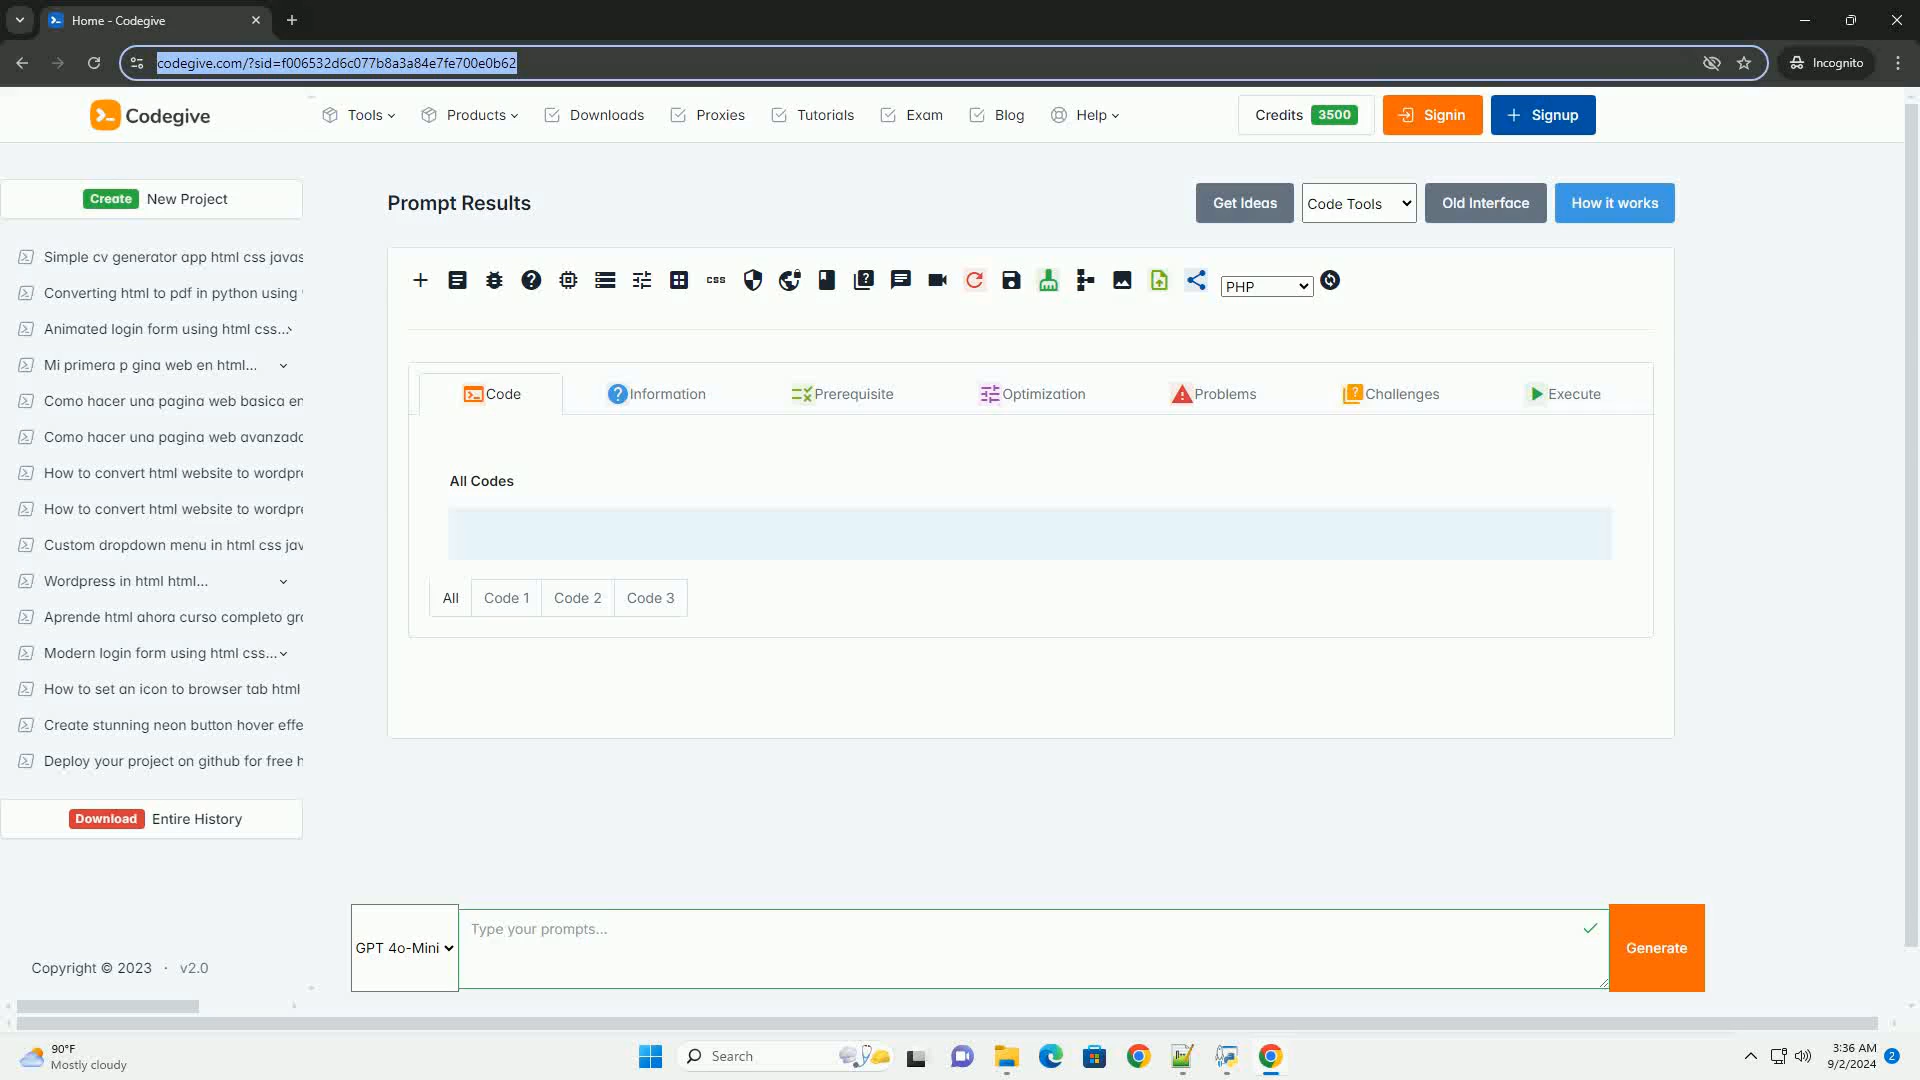 Home - Codegive
codegive.com/?sid=f006532d6c077b8a3a84e7fe700e0b62
Incognito
Codegive
Tools
Products
Downloads
Proxies
Tutorials
Exam
Blog
Help
Credits 3500
Signin
Signup
Create New Project
Simple cv generator app html css javas
Converting html to pdf in python using
Animated login form using html css...
Mi primera p gina web en html...
Como hacer una pagina web basica en
Como hacer una pagina web avanzada
How to convert html website to wordpre
How to convert html website to wordpre
Custom dropdown menu in html css jav
Wordpress in html html...
Aprende html ahora curso completo gra
Modern login form using html css...
How to set an icon to browser tab html
Create stunning neon button hover effe
Deploy your project on github for free h
Download Entire History
Copyright © 2023 · v2.0
Prompt Results
Get Ideas
Code Tools
Old Interface
How it works
css
PHP
Code
Information
Prerequisite
Optimization
Problems
Challenges
Execute
All Codes
All
Code 1
Code 2
Code 3
GPT 4o-Mini
Type your prompts...
Generate
90°F
Mostly cloudy
Search
3:36 AM
9/2/2024
2